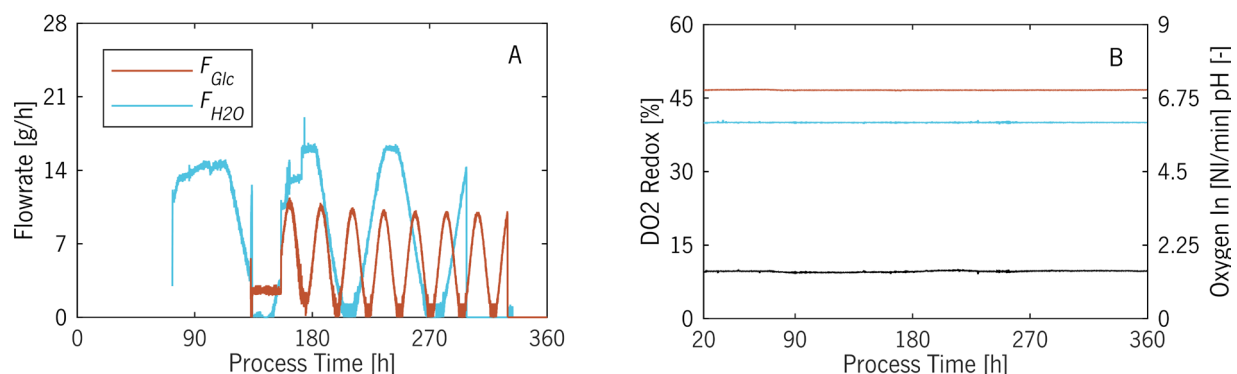 28
21
14
7
0
Flowrate [g/h]
F Glc
F H2O
A
0 90 180 270 360
Process Time [h]
60
45
30
15
0
DO2 Redox [%]
B
9
6.75
4.5
2.25
0
Oxygen In [Nl/min] pH [-]
20 90 180 270 360
Process Time [h]